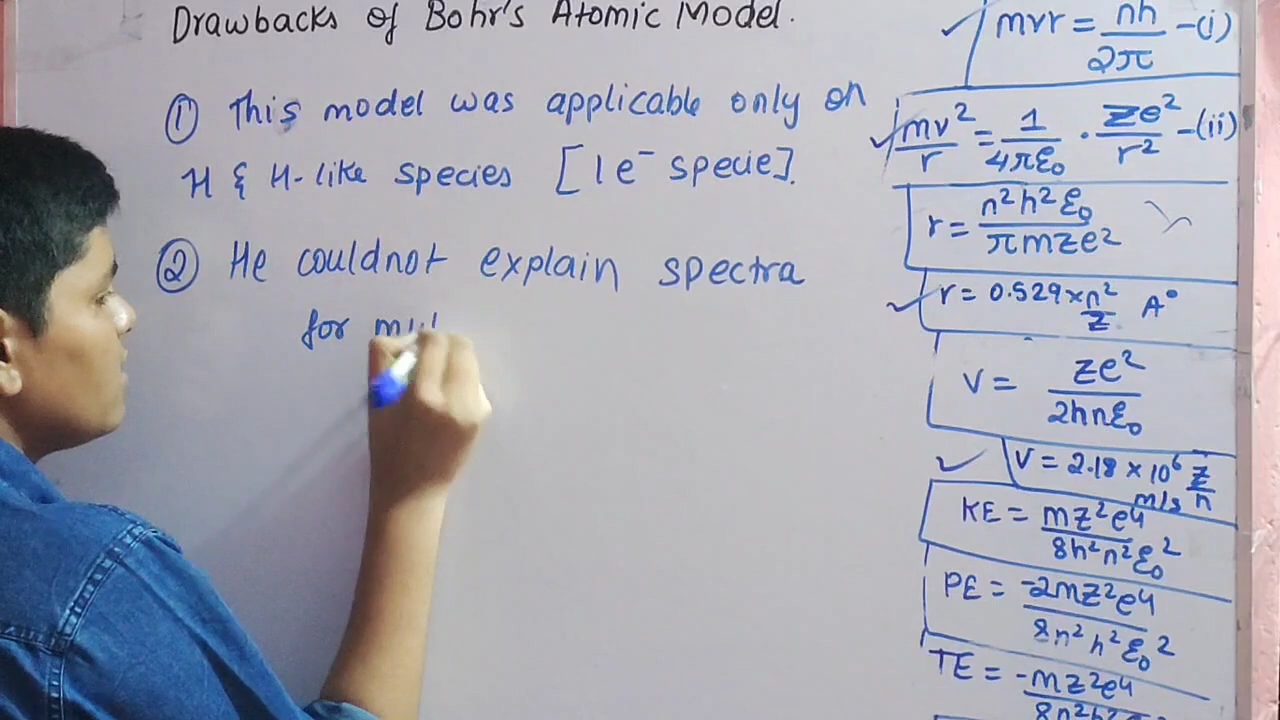 Drawbacks of Bohr's Atomic Model.
① This model was applicable only on
H & H-like species [1e⁻ specie].
② He couldnot explain spectra
for mul
mvr = nh/2π -(i)
mv²/r = 1/4πε₀ · ze²/r² -(ii)
r = n²h²ε₀/πmze²
r = 0.529 × n²/z A°
V = ze²/2hnε₀
V = 2.18 × 10⁶ z/n m/s
KE = mz²e⁴/8h²n²ε₀²
PE = -2mz²e⁴/8n²h²ε₀²
TE = -mz²e⁴/8n²h²